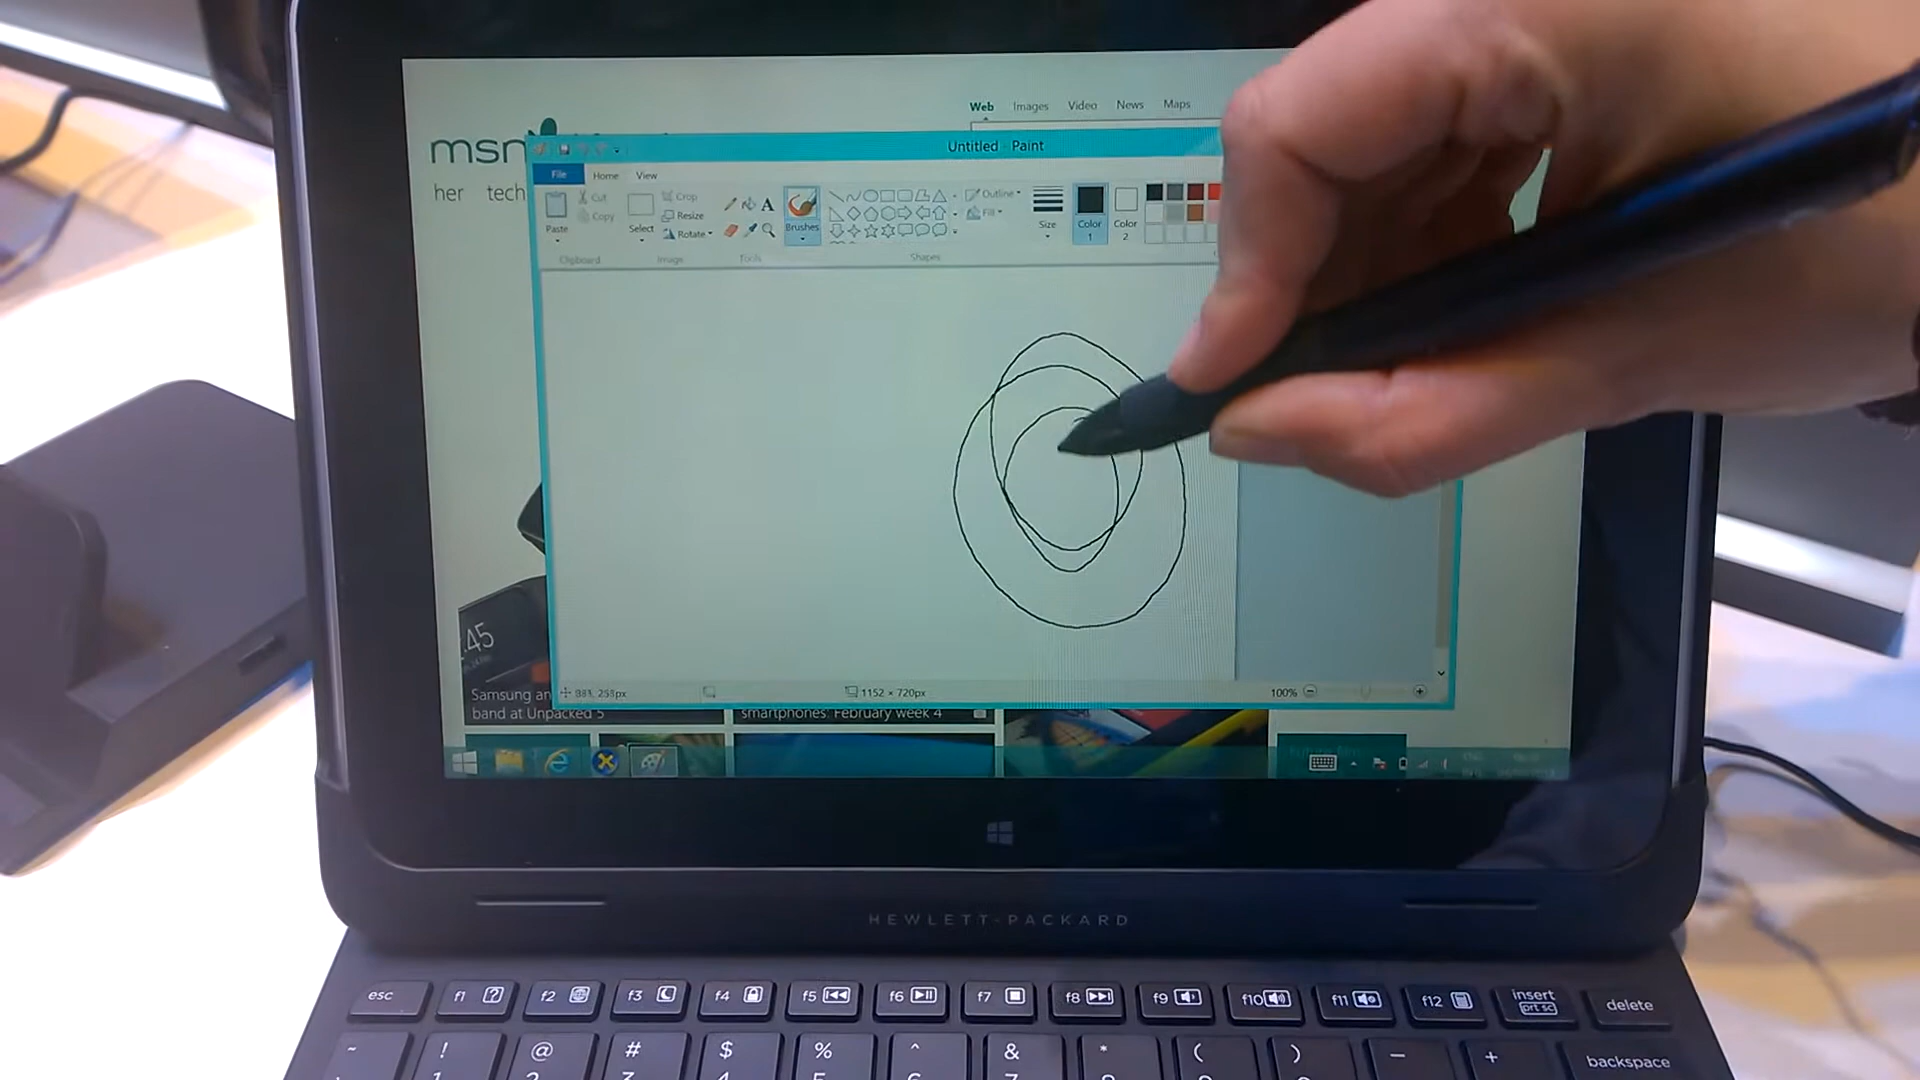 Web Images Video News Maps
msn
her tech
Untitled Paint
File Home View
Paste
Cut
Copy
Clipboard
Select
Crop
Resize
Rotate
Image
A
Tools
Brushes
Outline
Fill
Shapes
Size
Color 1
Color 2
:45
Samsung an
band at Unpacked 5
smartphones: February week 4
1152 × 720px
100%
HEWLETT-PACKARD
esc f1 ? f2 f3 f4 f5 f6 f7 f8 f9 f10 f11 f12 insert delete
prt sc
~ ! @ # $ % ^ & * ( ) – + backspace